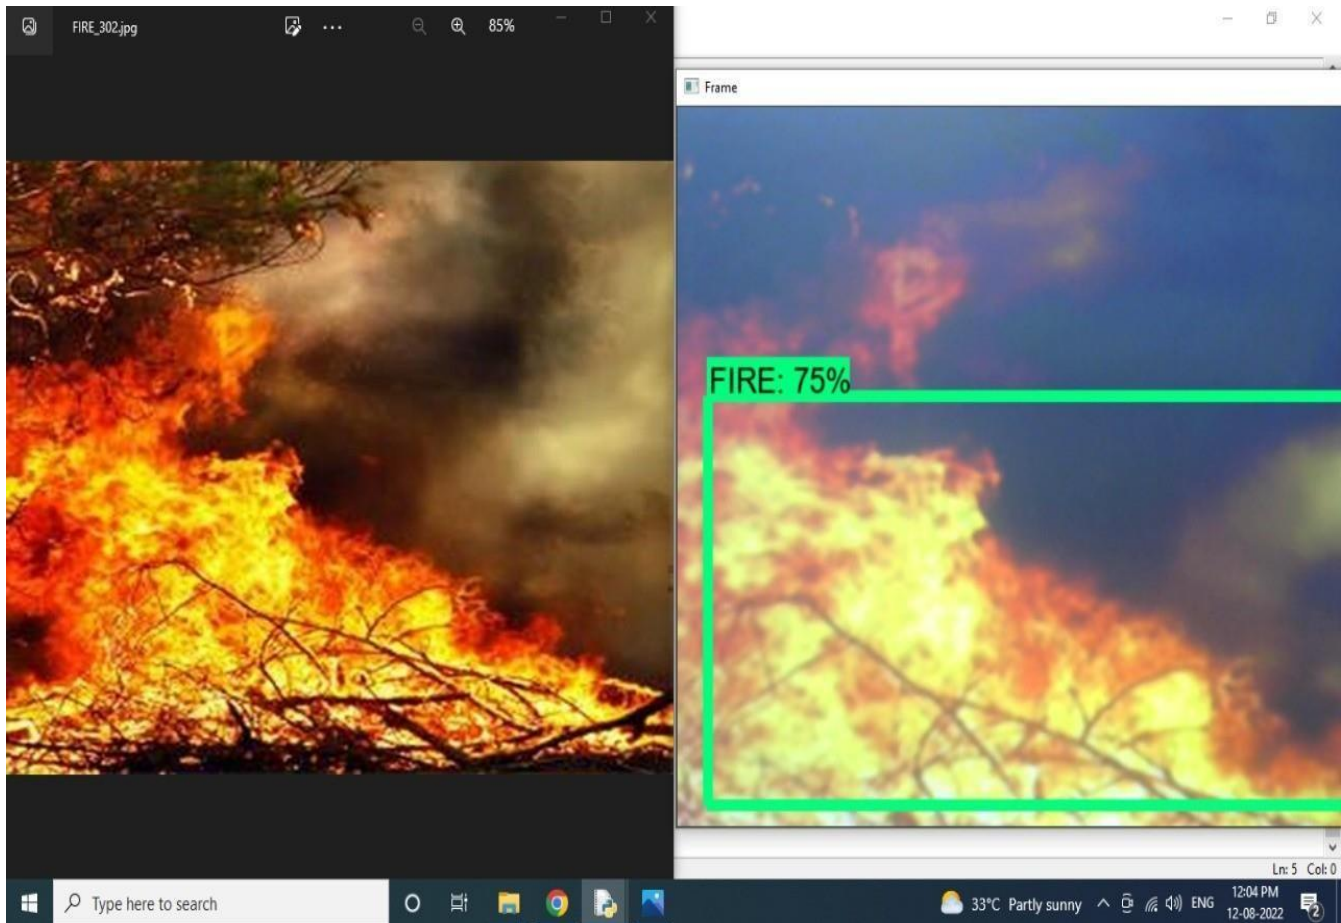 FIRE_302.jpg
85%
Frame
FIRE: 75%
Ln: 5 Col: 0
Type here to search
33°C Partly sunny
ENG
12:04 PM
12-08-2022
2